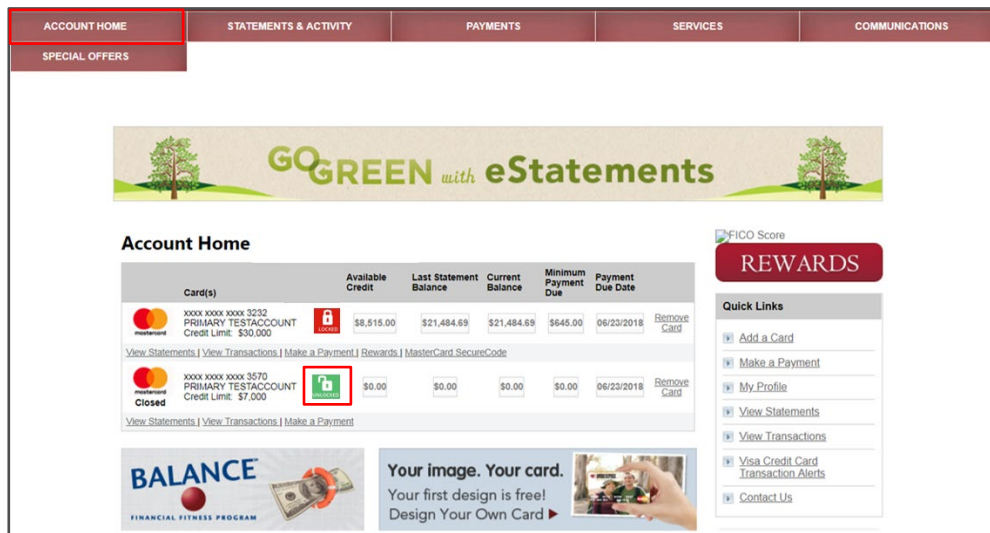 ACCOUNT HOME STATEMENTS & ACTIVITY PAYMENTS SERVICES COMMUNICATIONS
SPECIAL OFFERS
GO GREEN with eStatements
Account Home
Card(s) Available Credit Last Statement Balance Current Balance Minimum Payment Due Payment Due Date
mastercard
xxxx xxxx xxxx 3232
PRIMARY TESTACCOUNT
Credit Limit: $30,000
LOCKED
$8,515.00 $21,484.69 $21,484.69 $645.00 06/23/2018 Remove Card
View Statements | View Transactions | Make a Payment | Rewards | MasterCard SecureCode
mastercard
Closed
xxxx xxxx xxxx 3570
PRIMARY TESTACCOUNT
Credit Limit: $7,000
UNLOCKED
$0.00 $0.00 $0.00 $0.00 06/23/2018 Remove Card
View Statements | View Transactions | Make a Payment
BALANCE
FINANCIAL FITNESS PROGRAM
Your image. Your card.
Your first design is free!
Design Your Own Card
FICO Score
REWARDS
Quick Links
Add a Card
Make a Payment
My Profile
View Statements
View Transactions
Visa Credit Card
Transaction Alerts
Contact Us